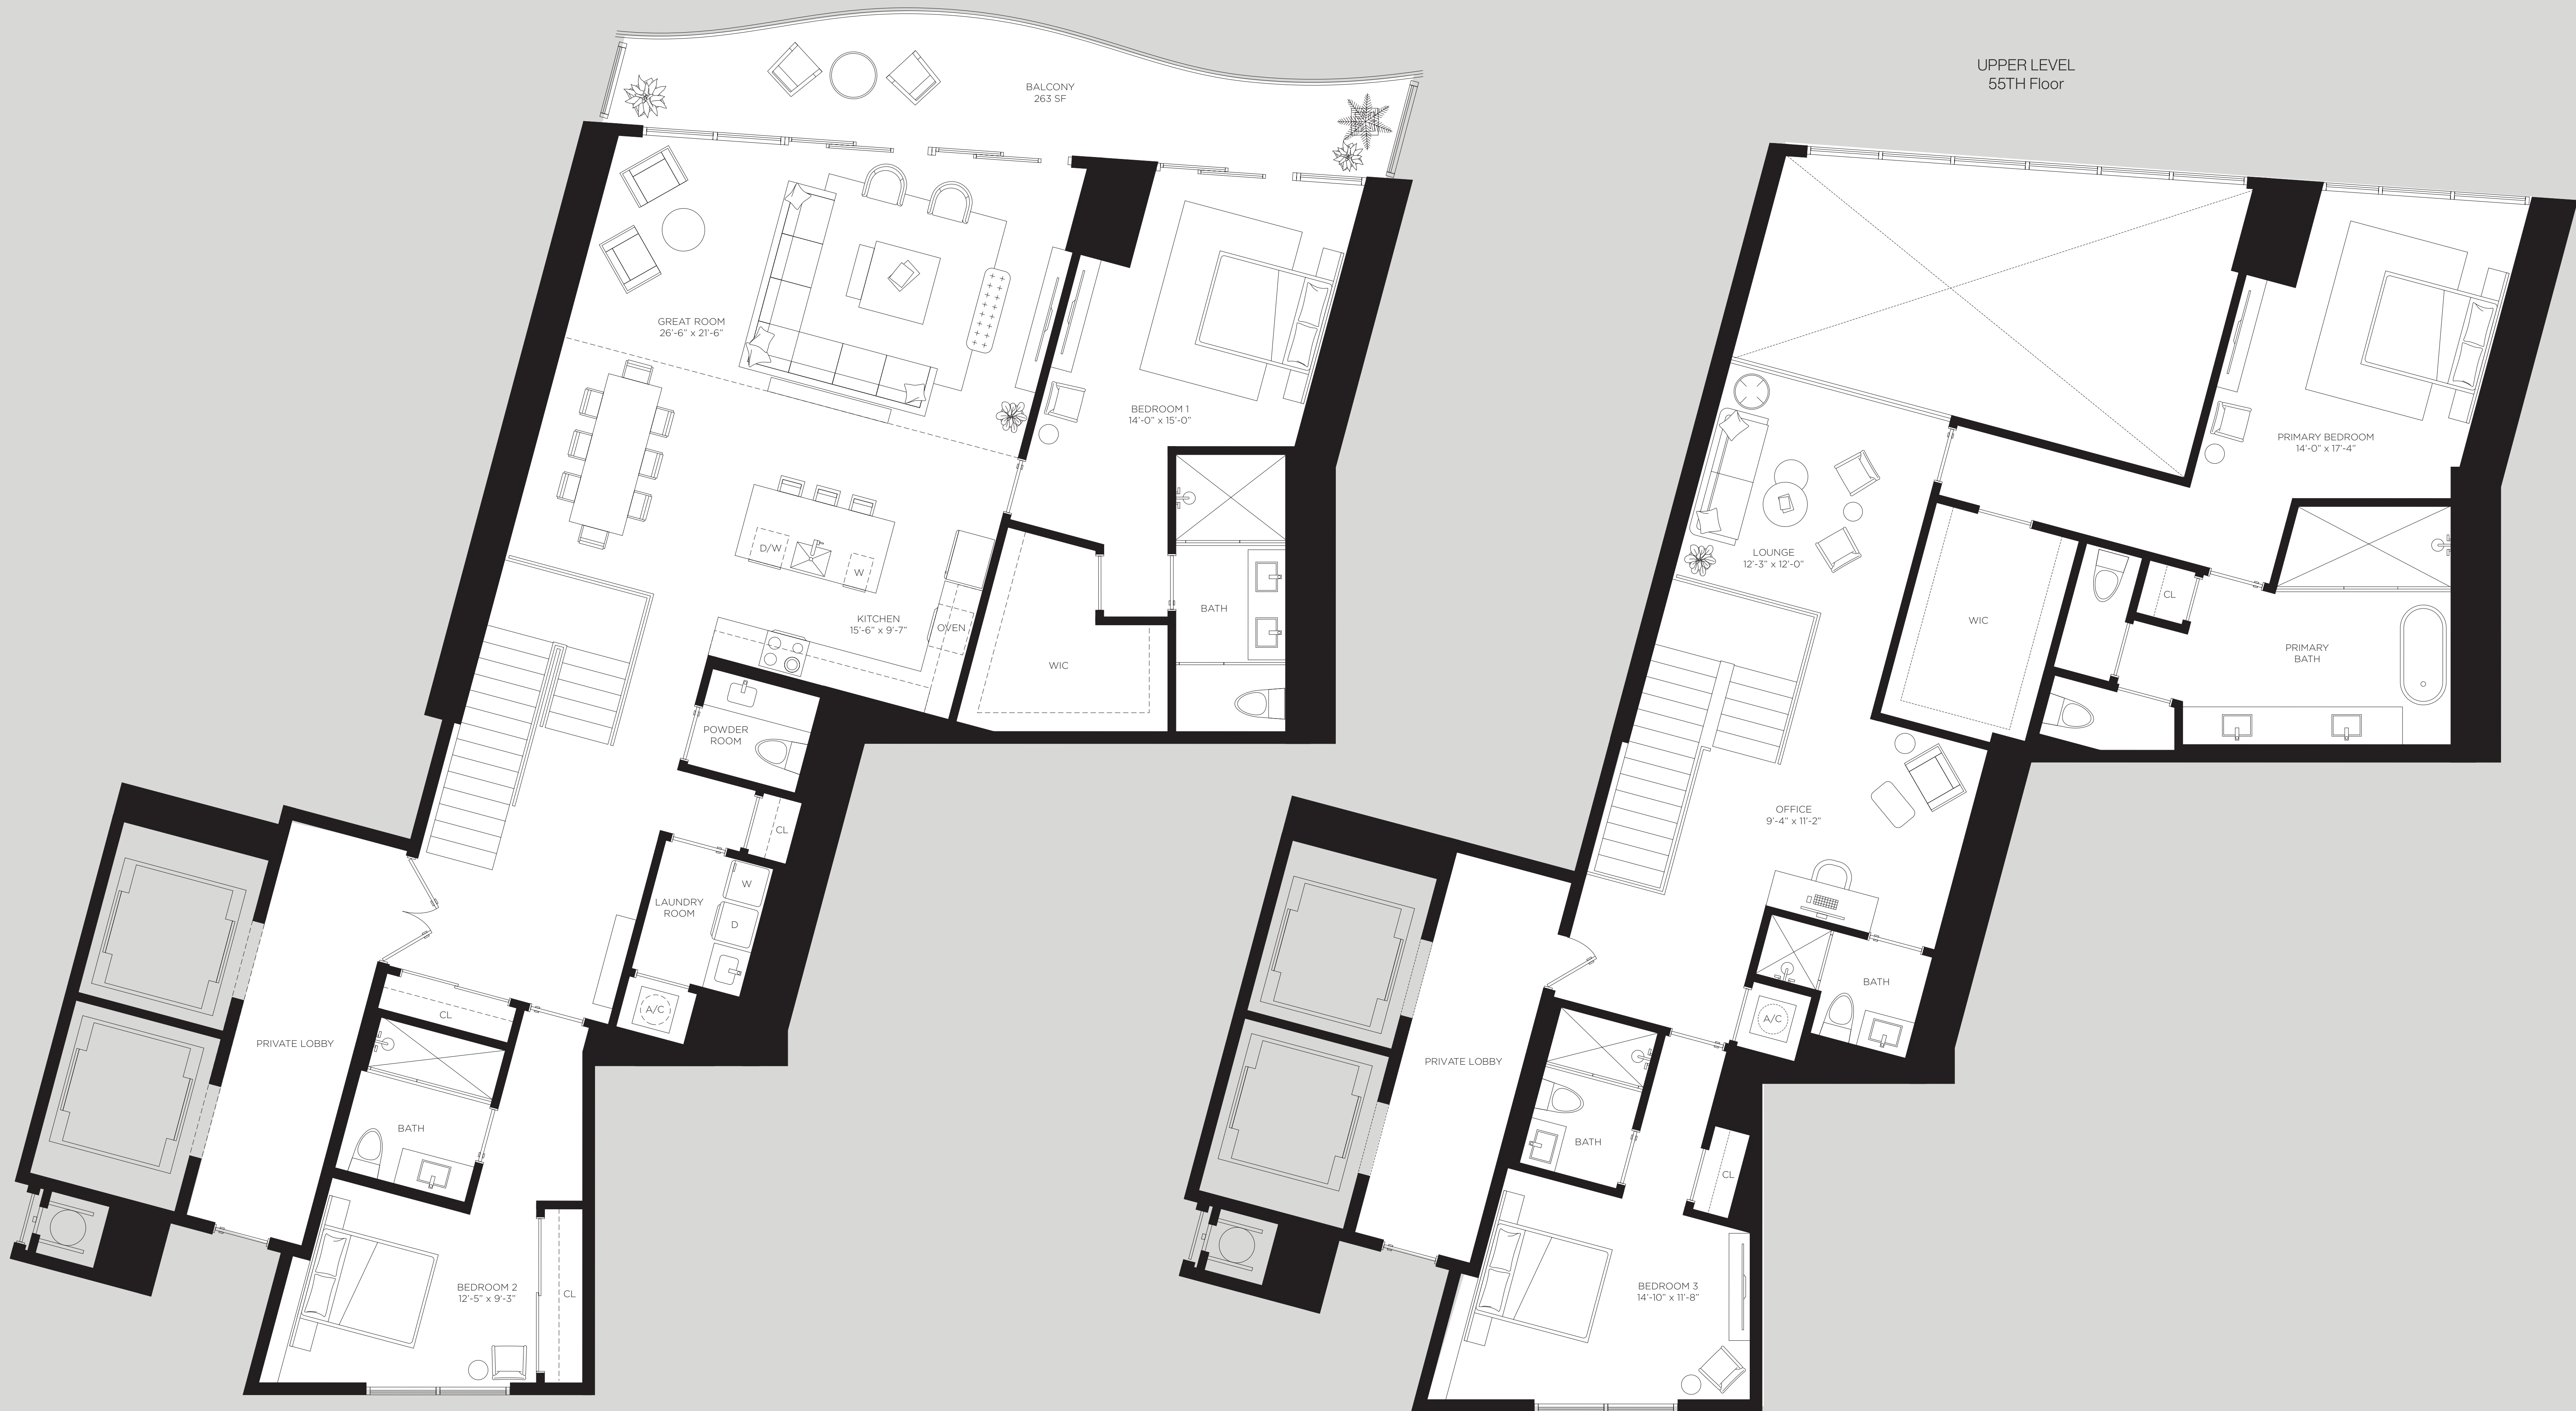 BALCONY
263 SF
GREAT ROOM
26'-6" x 21'-6"
BEDROOM 1
14'-0" x 15'-0"
D/W
W
KITCHEN
15'-6" x 9'-7"
OVEN
BATH
WIC
POWDER
ROOM
CL
W
LAUNDRY
ROOM
D
A/C
CL
PRIVATE LOBBY
BATH
BEDROOM 2
12'-5" x 9'-3"
CL
UPPER LEVEL
55TH Floor
PRIMARY BEDROOM
14'-0" x 17'-4"
LOUNGE
12'-3" x 12'-0"
CL
WIC
PRIMARY
BATH
OFFICE
9'-4" x 11'-2"
BATH
A/C
PRIVATE LOBBY
BATH
CL
BEDROOM 3
14'-10" x 11'-8"